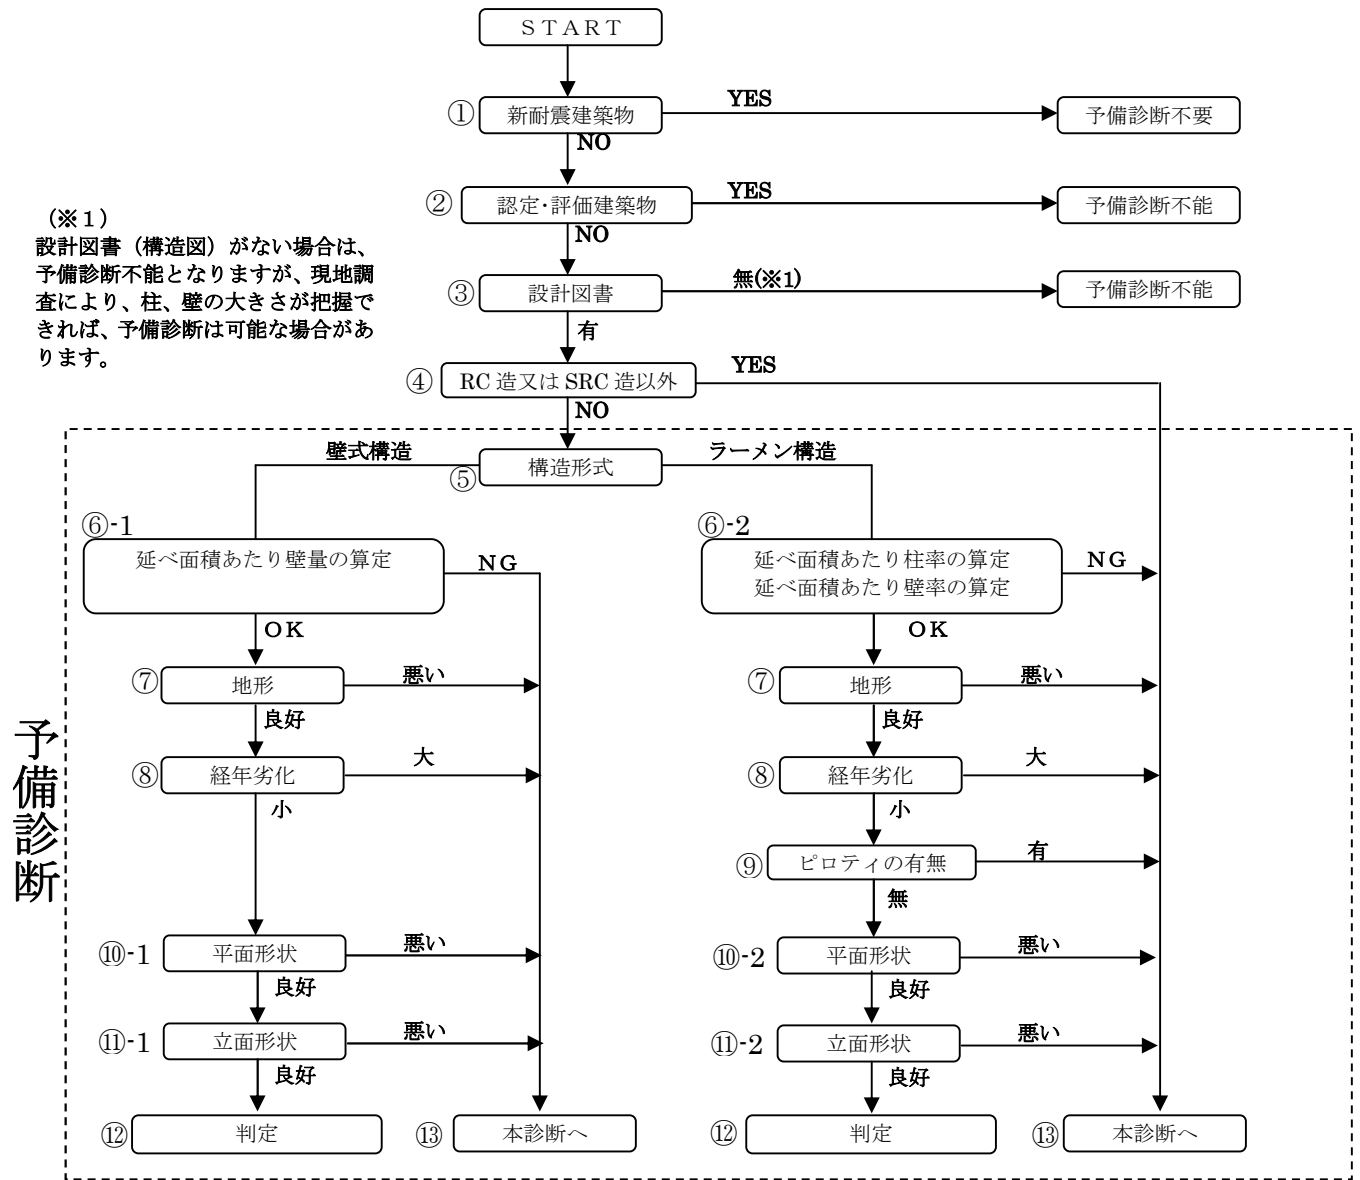 ＳＴＡＲＴ
① 新耐震建築物
YES
予備診断不要
NO
② 認定･評価建築物
YES
予備診断不能
NO
③ 設計図書
無(※1)
予備診断不能
有
（※１）
設計図書（構造図）がない場合は、
予備診断不能となりますが、現地調
査により、柱、壁の大きさが把握で
きれば、予備診断は可能な場合があ
ります。
④ RC 造又は SRC 造以外
YES
NO
予備診断
⑤ 構造形式
壁式構造
ラーメン構造
⑥-1
延べ面積あたり壁量の算定
ＮＧ
ＯＫ
⑦ 地形
悪い
良好
⑧ 経年劣化
大
小
⑩-1 平面形状
悪い
良好
⑪-1 立面形状
悪い
良好
⑫ 判定
⑬ 本診断へ
⑥-2
延べ面積あたり柱率の算定
延べ面積あたり壁率の算定
ＮＧ
ＯＫ
⑦ 地形
悪い
良好
⑧ 経年劣化
大
小
⑨ ピロティの有無
有
無
⑩-2 平面形状
悪い
良好
⑪-2 立面形状
悪い
良好
⑫ 判定
⑬ 本診断へ